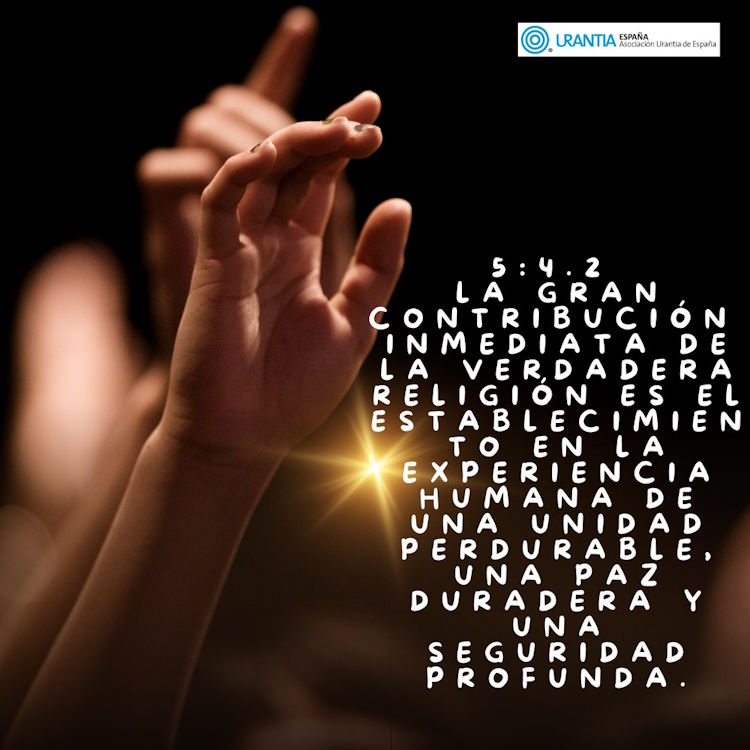 URANTIA ESPAÑA
Asociación Urantia de España
5:4.2
LA GRAN
CONTRIBUCIÓN
INMEDIATA DE
LA VERDADERA
RELIGIÓN ES EL
ESTABLECIMIEN
TO EN LA
EXPERIENCIA
HUMANA DE
UNA UNIDAD
PERDURABLE,
UNA PAZ
DURADERA Y
UNA
SEGURIDAD
PROFUNDA.